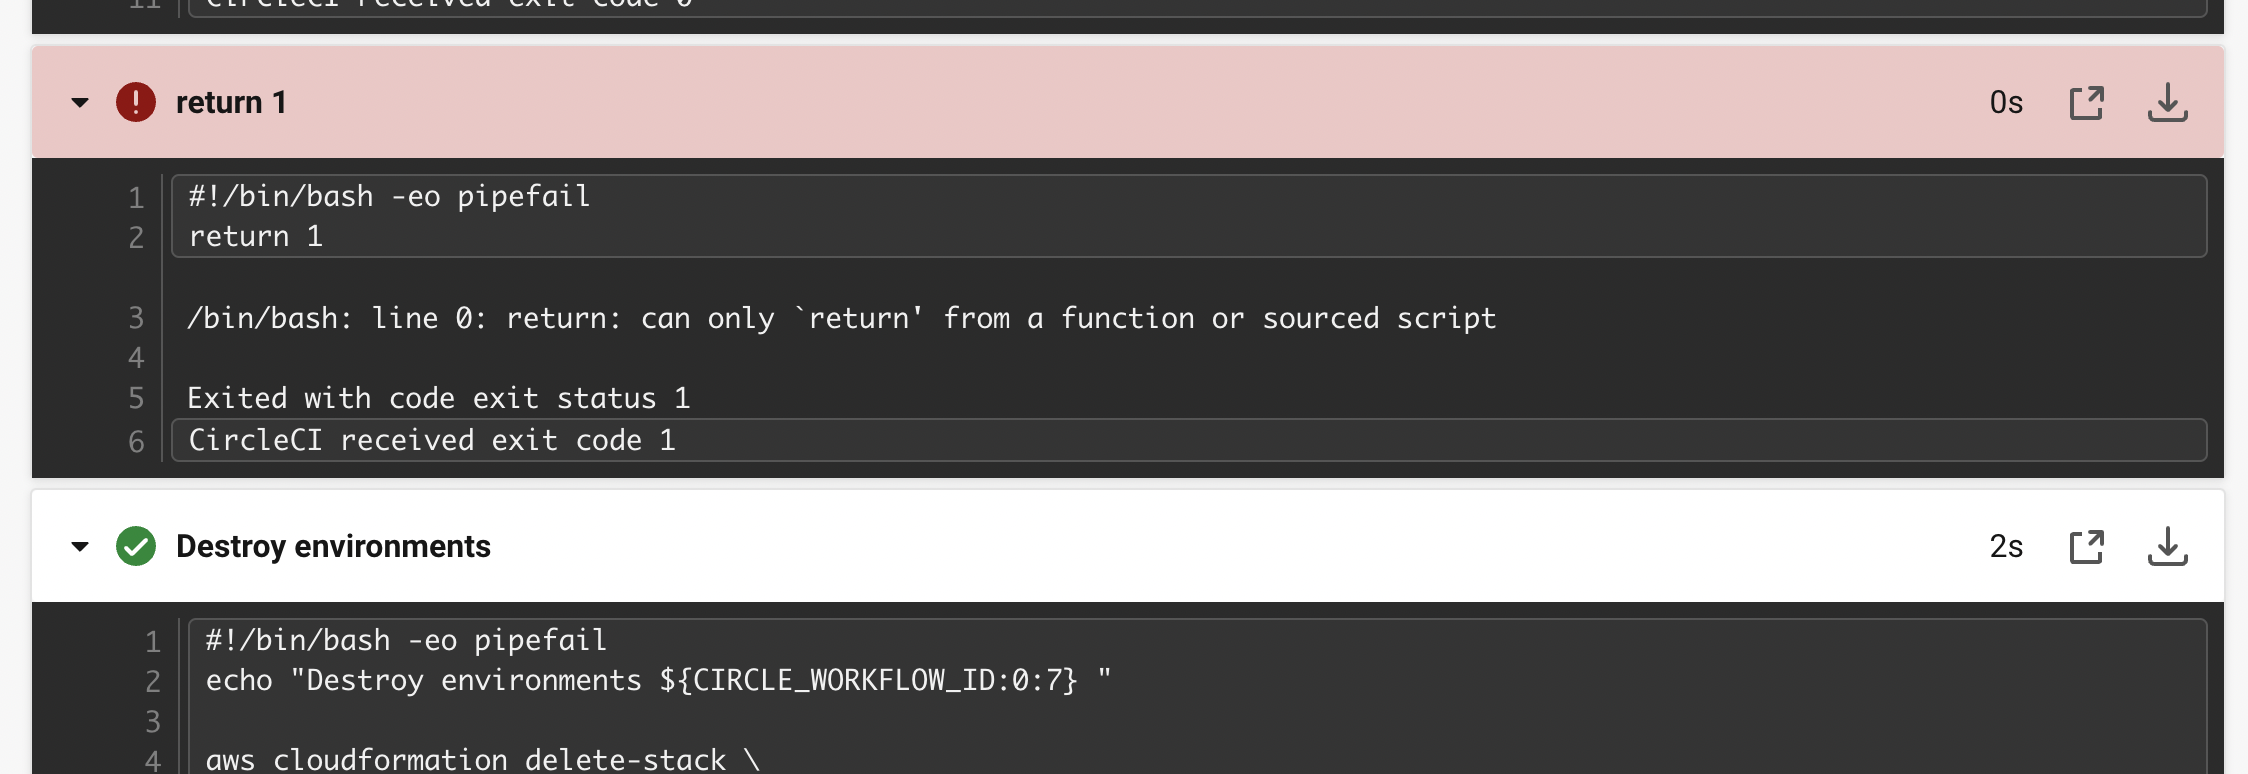 11 CircleCI received exit code 0
return 1 0s
1 #!/bin/bash -eo pipefail
2 return 1
3 /bin/bash: line 0: return: can only `return' from a function or sourced script
4
5 Exited with code exit status 1
6 CircleCI received exit code 1
Destroy environments 2s
1 #!/bin/bash -eo pipefail
2 echo "Destroy environments ${CIRCLE_WORKFLOW_ID:0:7} "
3
4 aws cloudformation delete-stack \